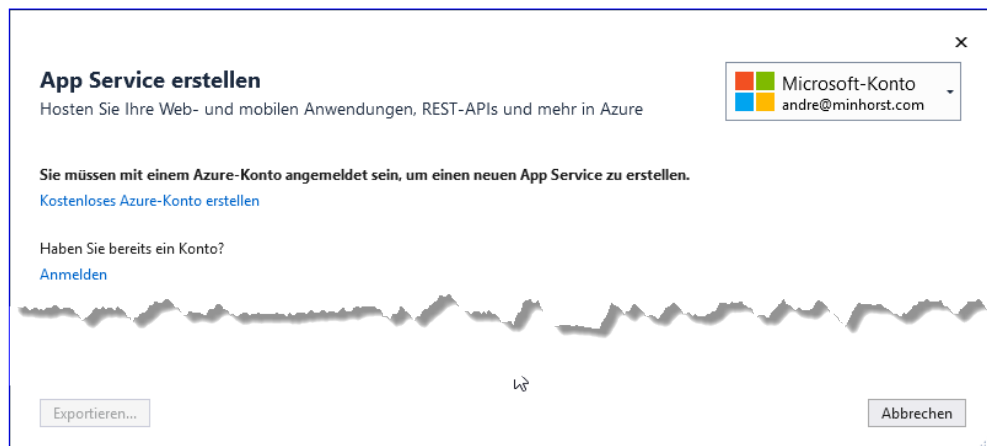 App Service erstellen
Hosten Sie Ihre Web- und mobilen Anwendungen, REST-APIs und mehr in Azure
Microsoft-Konto
andre@minhorst.com
Sie müssen mit einem Azure-Konto angemeldet sein, um einen neuen App Service zu erstellen.
Kostenloses Azure-Konto erstellen
Haben Sie bereits ein Konto?
Anmelden
Exportieren...
Abbrechen